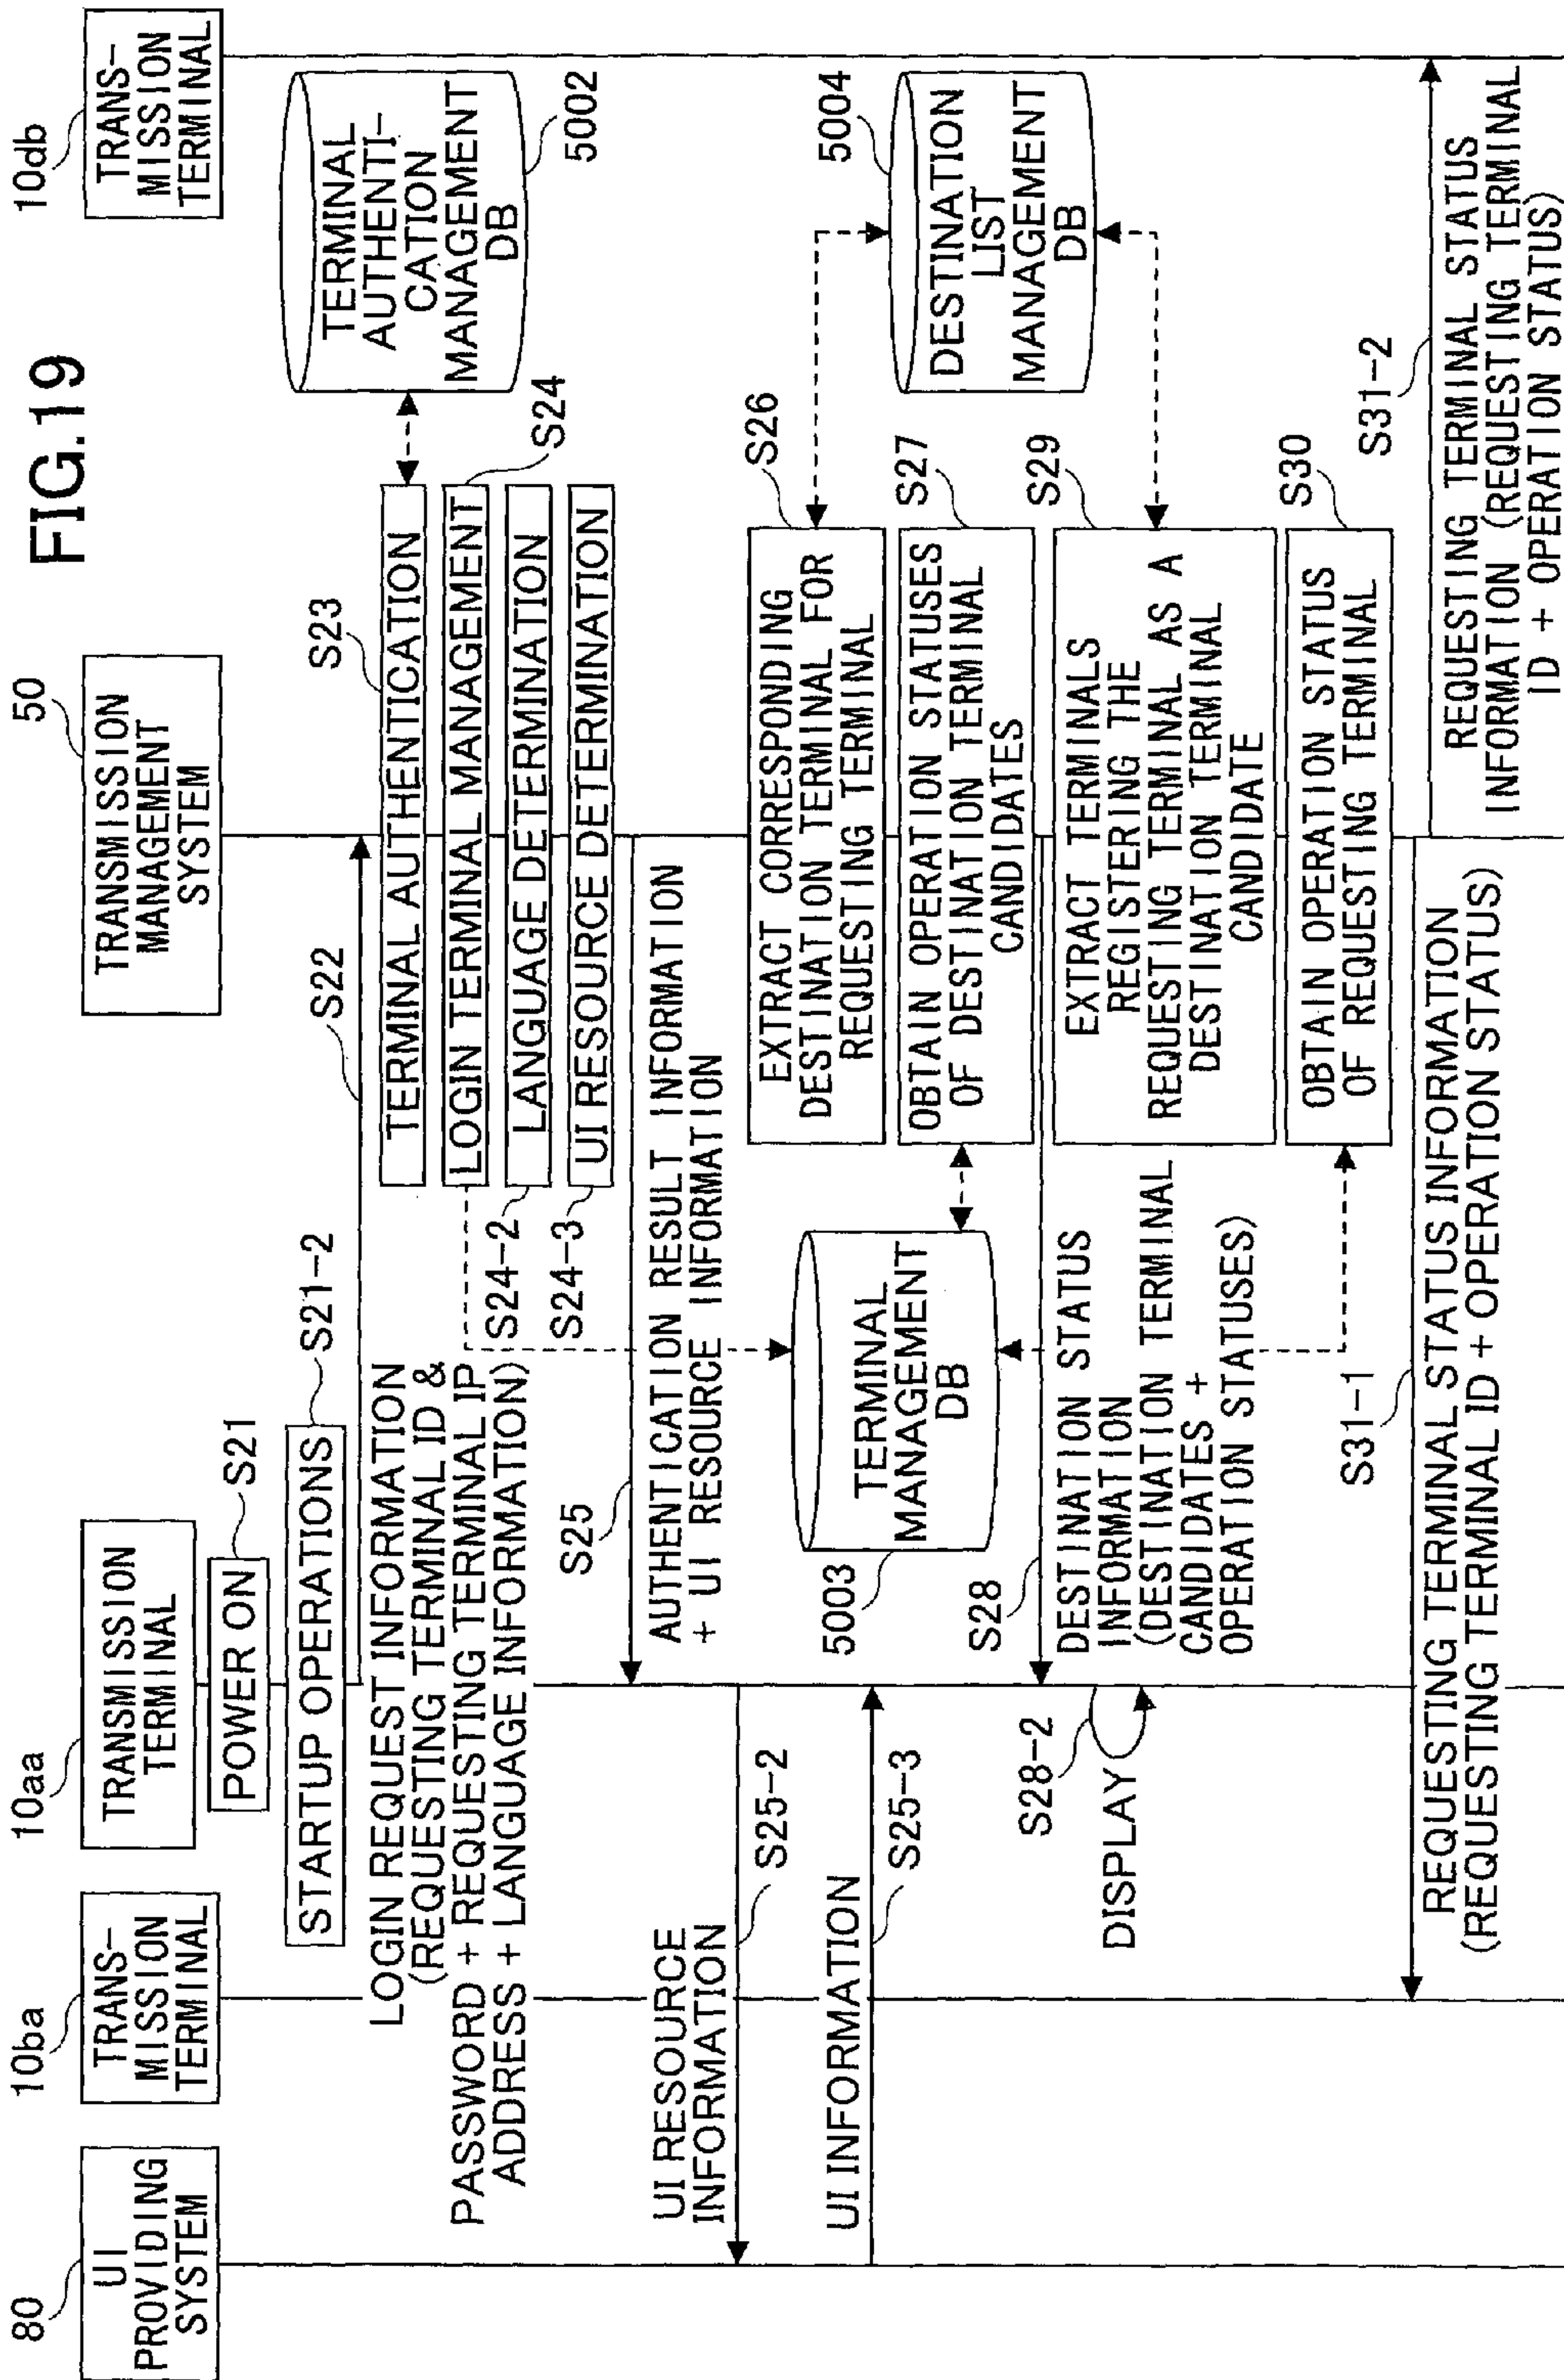 FIG.19
80
UI
PROVIDING
SYSTEM
10ba
TRANS-
MISSION
TERMINAL
10aa
TRANSMISSION
TERMINAL
50
TRANSMISSION
MANAGEMENT
SYSTEM
10db
TRANS-
MISSION
TERMINAL
POWER ON
S21
STARTUP OPERATIONS
S21-2
S22
LOGIN REQUEST INFORMATION
(REQUESTING TERMINAL ID &
PASSWORD + REQUESTING TERMINAL IP
ADDRESS + LANGUAGE INFORMATION)
TERMINAL AUTHENTICATION
S23
LOGIN TERMINAL MANAGEMENT
S24
LANGUAGE DETERMINATION
S24-2
UI RESOURCE DETERMINATION
S24-3
TERMINAL
AUTHENTI-
CATION
MANAGEMENT
DB
5002
S25
AUTHENTICATION RESULT INFORMATION
+ UI RESOURCE INFORMATION
UI RESOURCE
INFORMATION
S25-2
UI INFORMATION
S25-3
EXTRACT CORRESPONDING
DESTINATION TERMINAL FOR
REQUESTING TERMINAL
S26
OBTAIN OPERATION STATUSES
OF DESTINATION TERMINAL
CANDIDATES
S27
DESTINATION
LIST
MANAGEMENT
DB
5004
TERMINAL
MANAGEMENT
DB
5003
S28
DESTINATION STATUS
INFORMATION
(DESTINATION TERMINAL
CANDIDATES +
OPERATION STATUSES)
S28-2
DISPLAY
EXTRACT TERMINALS
REGISTERING THE
REQUESTING TERMINAL AS A
DESTINATION TERMINAL
CANDIDATE
S29
OBTAIN OPERATION STATUS
OF REQUESTING TERMINAL
S30
S31-1
REQUESTING TERMINAL STATUS INFORMATION
(REQUESTING TERMINAL ID + OPERATION STATUS)
S31-2
REQUESTING TERMINAL STATUS
INFORMATION (REQUESTING TERMINAL
ID + OPERATION STATUS)